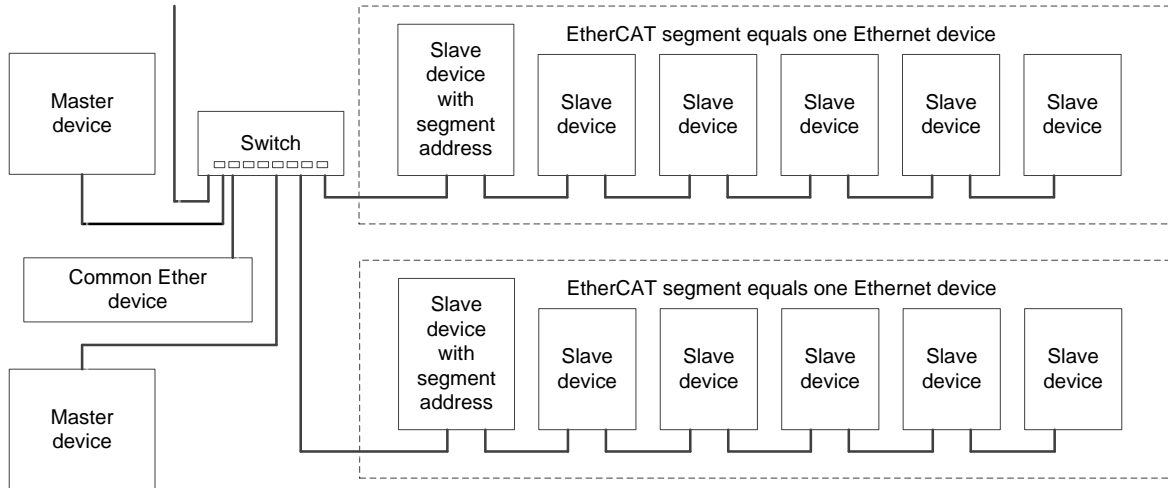 EtherCAT segment equals one Ethernet device
Slave
device
with
segment
address
Slave
device
Slave
device
Slave
device
Slave
device
Slave
device
Master
device
Switch
Common Ether
device
EtherCAT segment equals one Ethernet device
Slave
device
with
segment
address
Slave
device
Slave
device
Slave
device
Slave
device
Slave
device
Master
device